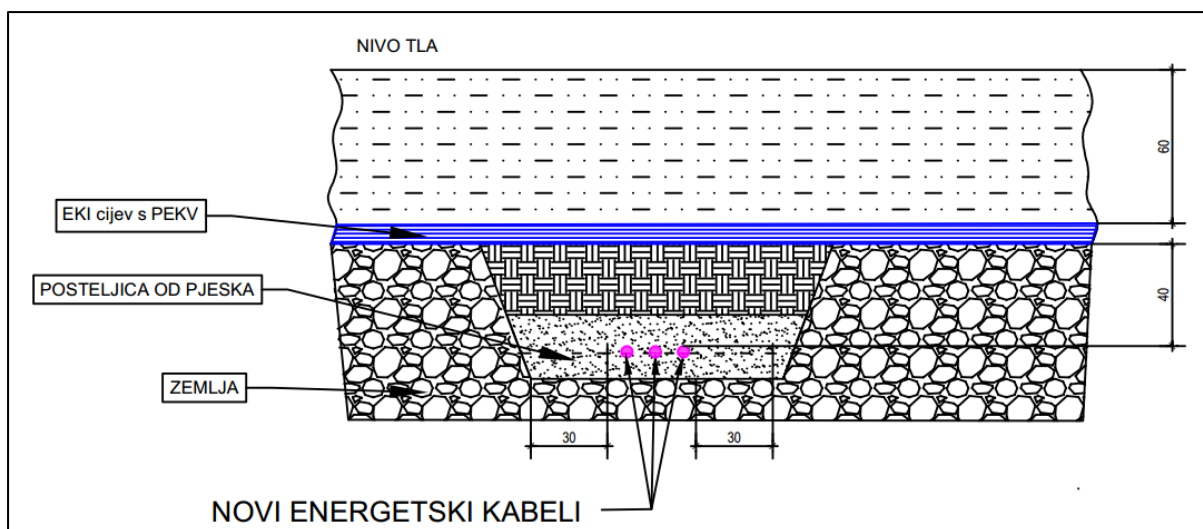 NIVO TLA
60
EKI cijev s PEKV
POSTELJICA OD PJESKA
40
ZEMLJA
30
30
NOVI ENERGETSKI KABELI